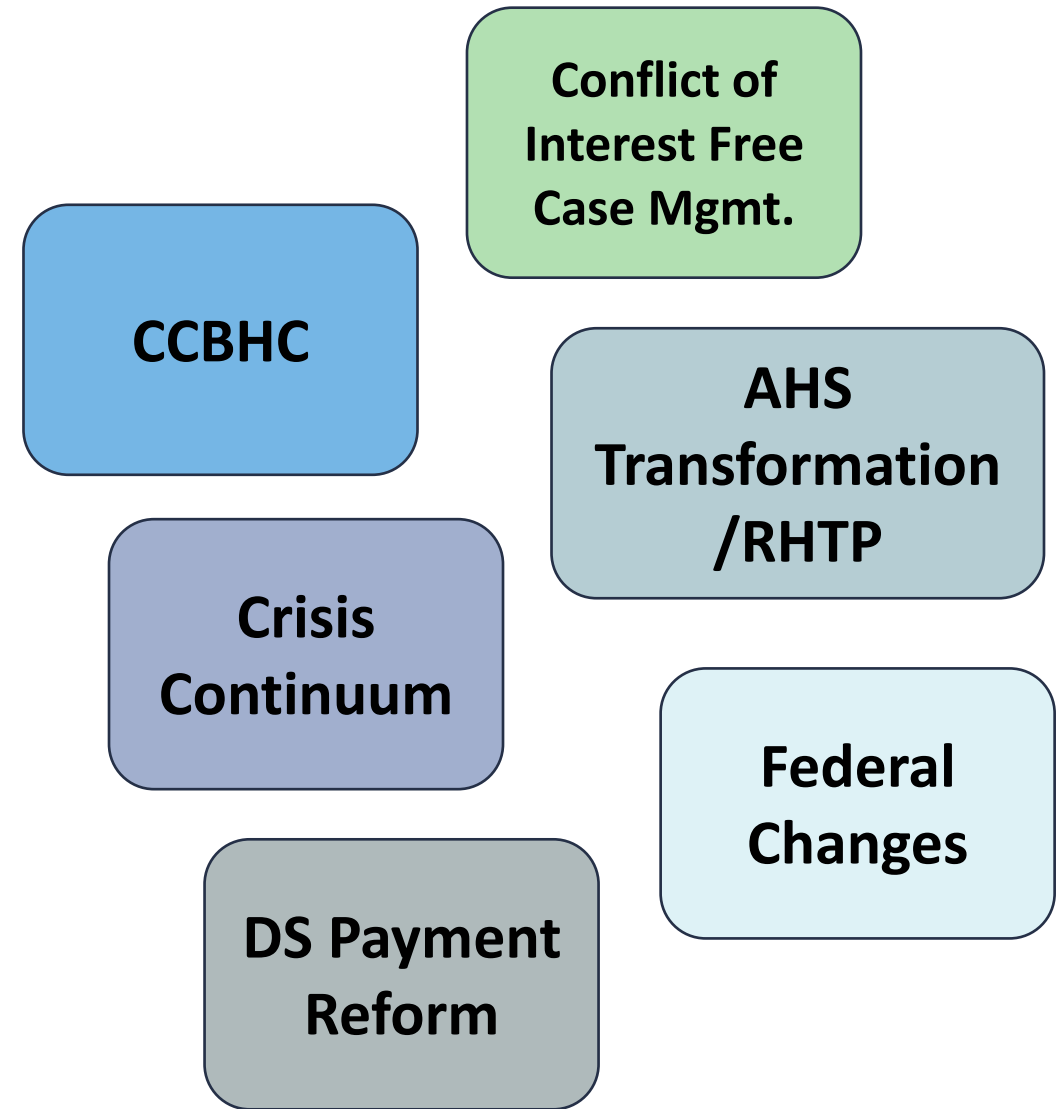 Conflict of
Interest Free
Case Mgmt.
CCBHC
AHS
Transformation
/RHTP
Crisis
Continuum
Federal
Changes
DS Payment
Reform